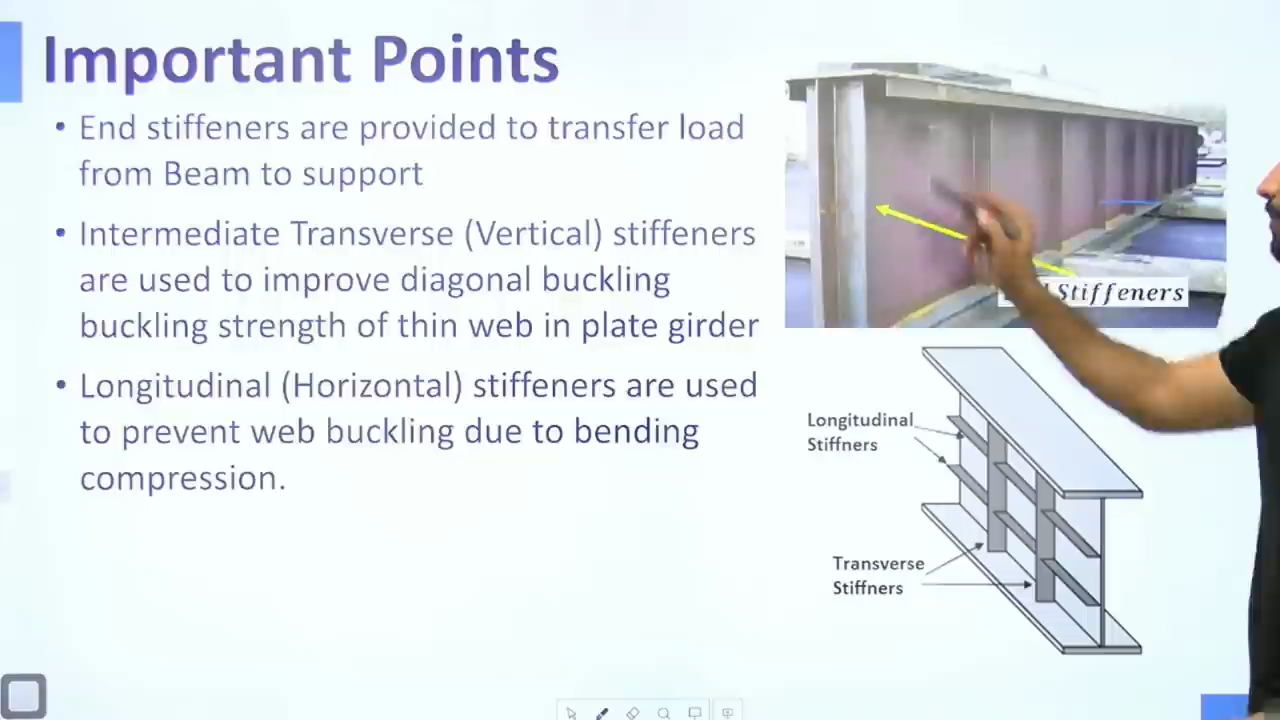 Important Points
• End stiffeners are provided to transfer load
from Beam to support
• Intermediate Transverse (Vertical) stiffeners
are used to improve diagonal buckling
buckling strength of thin web in plate girder
• Longitudinal (Horizontal) stiffeners are used
to prevent web buckling due to bending
compression.
Stiffeners
Longitudinal
Stiffners
Transverse
Stiffners